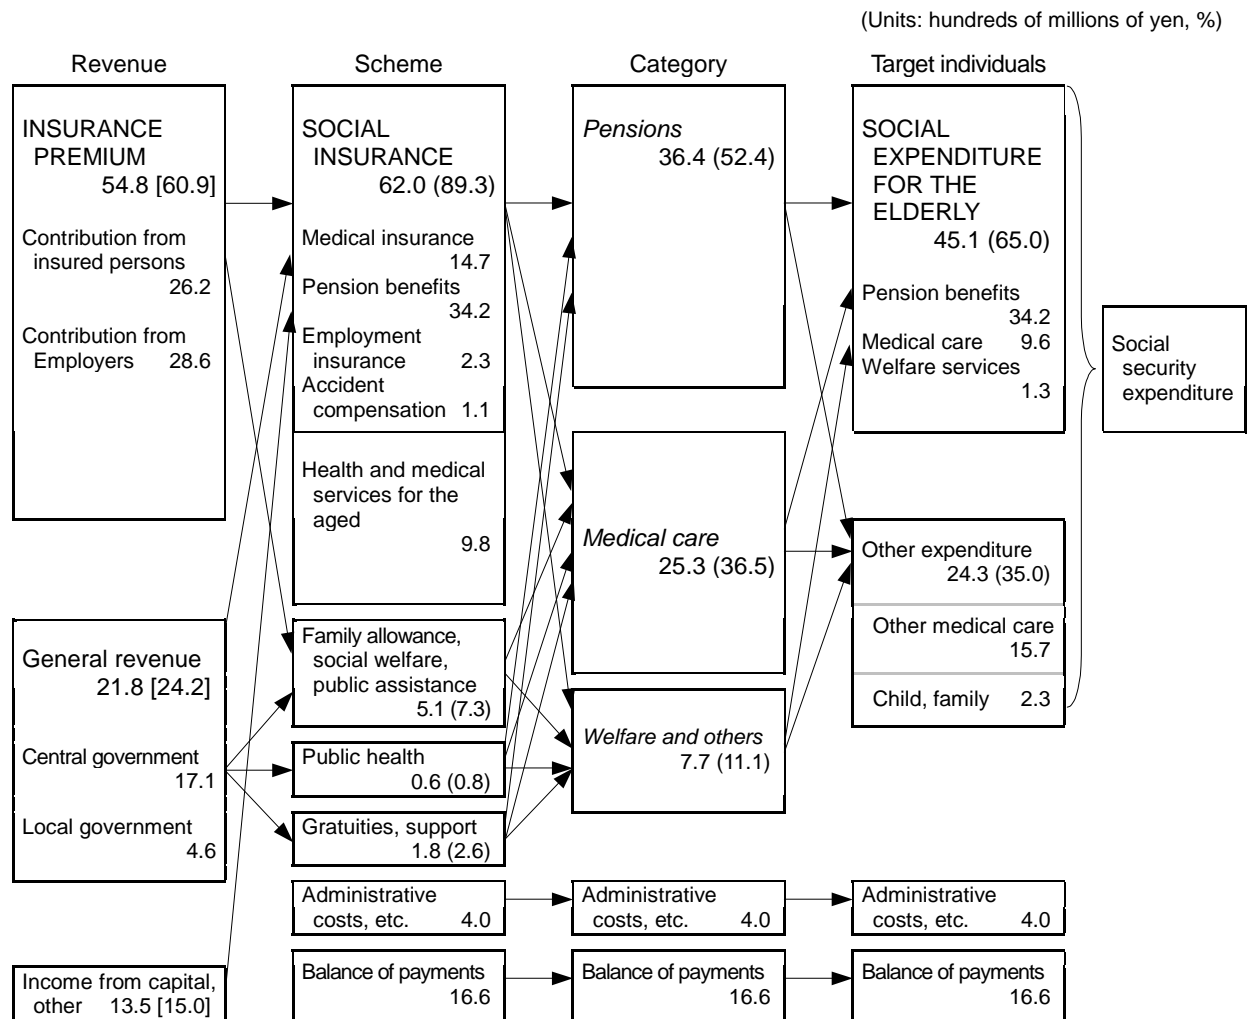 (Units: hundreds of millions of yen, %)
Revenue
Scheme
Category
Target individuals
INSURANCE
PREMIUM
54.8 [60.9]
Contribution from
insured persons
26.2
Contribution from
Employers 28.6
General revenue
21.8 [24.2]
Central government
17.1
Local government
4.6
Income from capital,
other 13.5 [15.0]
SOCIAL
INSURANCE
62.0 (89.3)
Medical insurance
14.7
Pension benefits
34.2
Employment
insurance 2.3
Accident
compensation 1.1
Health and medical
services for the
aged
9.8
Family allowance,
social welfare,
public assistance
5.1 (7.3)
Public health
0.6 (0.8)
Gratuities, support
1.8 (2.6)
Administrative
costs, etc. 4.0
Balance of payments
16.6
Pensions
36.4 (52.4)
Medical care
25.3 (36.5)
Welfare and others
7.7 (11.1)
Administrative
costs, etc. 4.0
Balance of payments
16.6
SOCIAL
EXPENDITURE
FOR THE
ELDERLY
45.1 (65.0)
Pension benefits
34.2
Medical care 9.6
Welfare services
1.3
Other expenditure
24.3 (35.0)
Other medical care
15.7
Child, family 2.3
Administrative
costs, etc. 4.0
Balance of payments
16.6
Social
security
expenditure